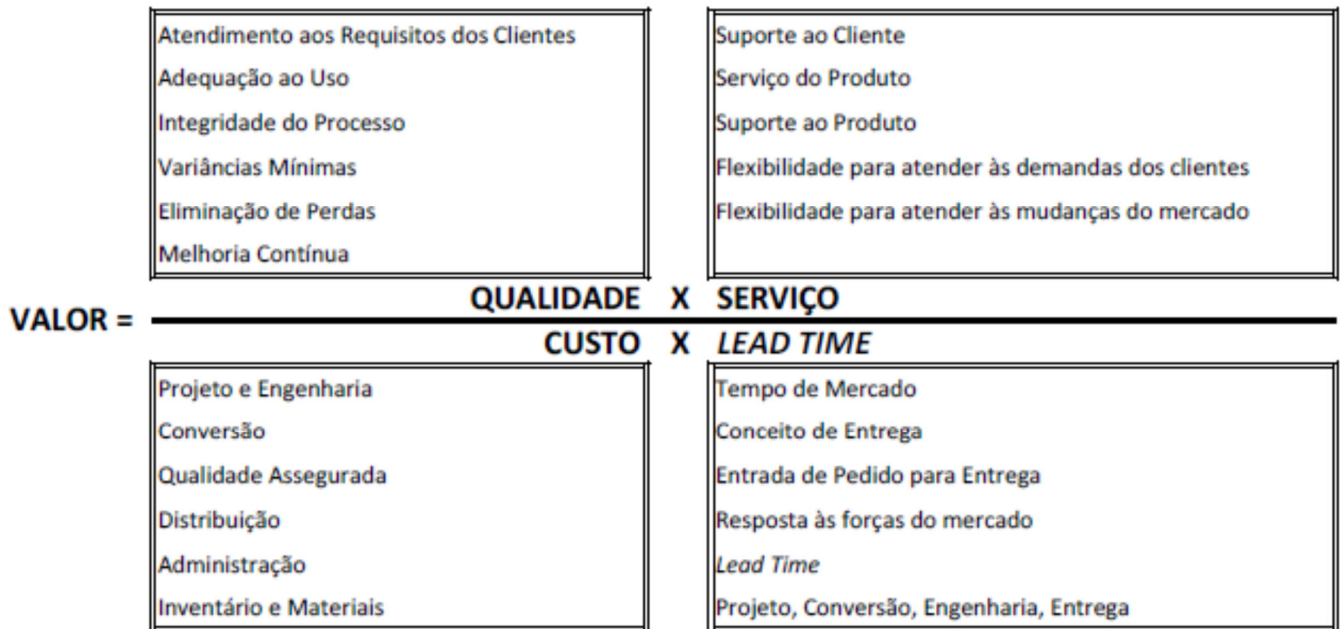 Atendimento aos Requisitos dos Clientes
Adequação ao Uso
Integridade do Processo
Variâncias Mínimas
Eliminação de Perdas
Melhoria Contínua
Suporte ao Cliente
Serviço do Produto
Suporte ao Produto
Flexibilidade para atender às demandas dos clientes
Flexibilidade para atender às mudanças do mercado
VALOR =
QUALIDADE X SERVIÇO
CUSTO X LEAD TIME
Projeto e Engenharia
Conversão
Qualidade Assegurada
Distribuição
Administração
Inventário e Materiais
Tempo de Mercado
Conceito de Entrega
Entrada de Pedido para Entrega
Resposta às forças do mercado
Lead Time
Projeto, Conversão, Engenharia, Entrega